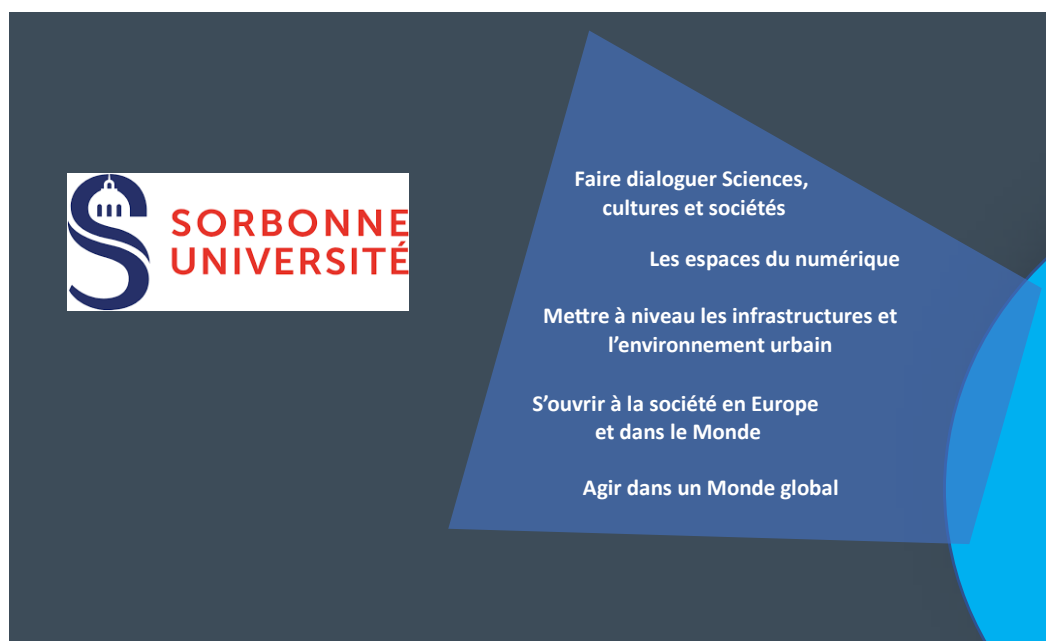 SORBONNE
UNIVERSITÉ
Faire dialoguer Sciences,
cultures et sociétés
Les espaces du numérique
Mettre à niveau les infrastructures et
l’environnement urbain
S’ouvrir à la société en Europe
et dans le Monde
Agir dans un Monde global